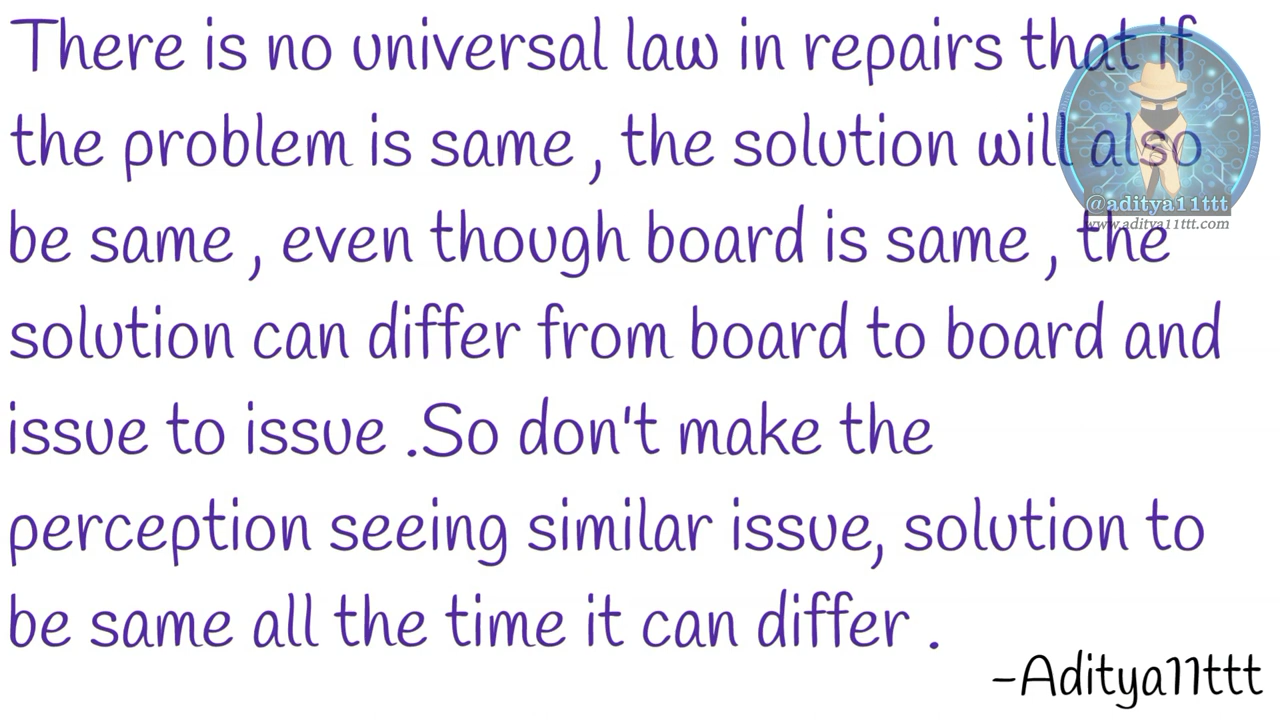 There is no universal law in repairs that if
the problem is same , the solution will also
be same , even though board is same , the
solution can differ from board to board and
issue to issue .So don't make the
perception seeing similar issue, solution to
be same all the time it can differ .
-Aditya11ttt
@aditya11ttt
www.aditya11ttt.com